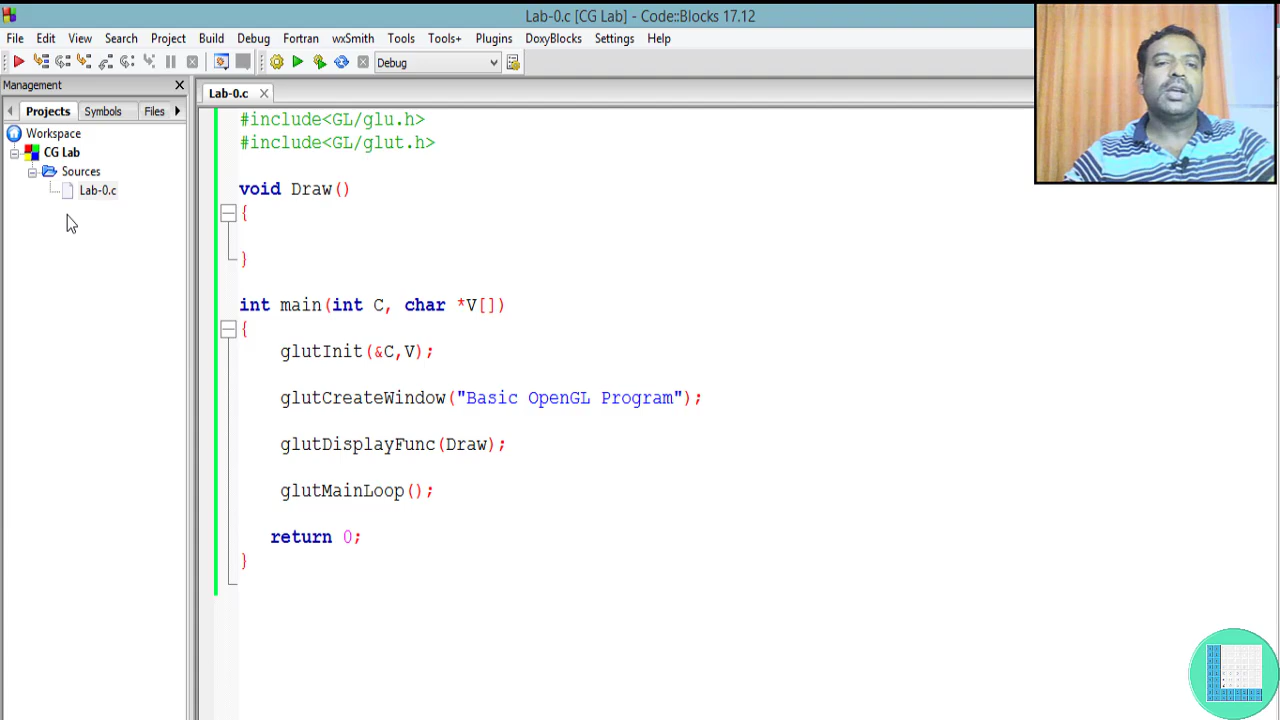 Lab-0.c [CG Lab] - Code::Blocks 17.12
File Edit View Search Project Build Debug Fortran wxSmith Tools Tools+ Plugins DoxyBlocks Settings Help
Debug
Management
Lab-0.c
Projects Symbols Files
Workspace
CG Lab
Sources
Lab-0.c
#include<GL/glu.h>
#include<GL/glut.h>
void Draw()
{
}
int main(int C, char *V[])
{
glutInit(&C,V);
glutCreateWindow("Basic OpenGL Program");
glutDisplayFunc(Draw);
glutMainLoop();
return 0;
}